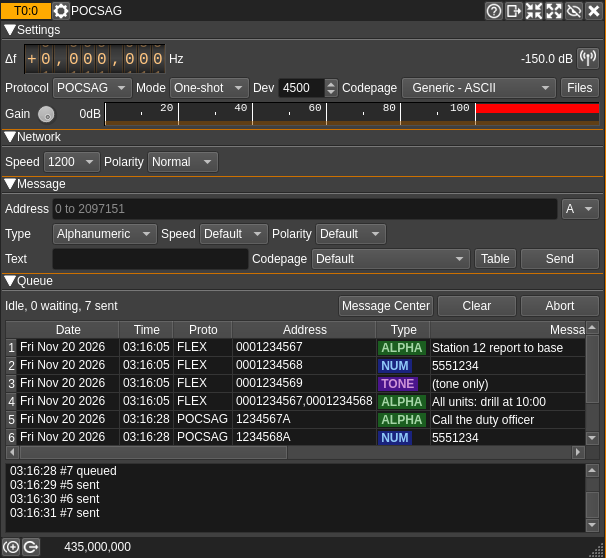 T0:0 POCSAG
Settings
Δf +0,000,000 Hz -150.0 dB
Protocol POCSAG Mode One-shot Dev 4500 Codepage Generic - ASCII Files
Gain 0dB 20 40 60 80 100
Network
Speed 1200 Polarity Normal
Message
Address 0 to 2097151 A
Type Alphanumeric Speed Default Polarity Default
Text Codepage Default Table Send
Queue
Idle, 0 waiting, 7 sent Message Center Clear Abort
Date Time Proto Address Type Messa
1 Fri Nov 20 2026 03:16:05 FLEX 0001234567 ALPHA Station 12 report to base
2 Fri Nov 20 2026 03:16:05 FLEX 0001234568 NUM 5551234
3 Fri Nov 20 2026 03:16:05 FLEX 0001234569 TONE (tone only)
4 Fri Nov 20 2026 03:16:05 FLEX 0001234567,0001234568 ALPHA All units: drill at 10:00
5 Fri Nov 20 2026 03:16:28 POCSAG 1234567A ALPHA Call the duty officer
6 Fri Nov 20 2026 03:16:28 POCSAG 1234568A NUM 5551234
03:16:28 #7 queued
03:16:29 #5 sent
03:16:30 #6 sent
03:16:31 #7 sent
435,000,000